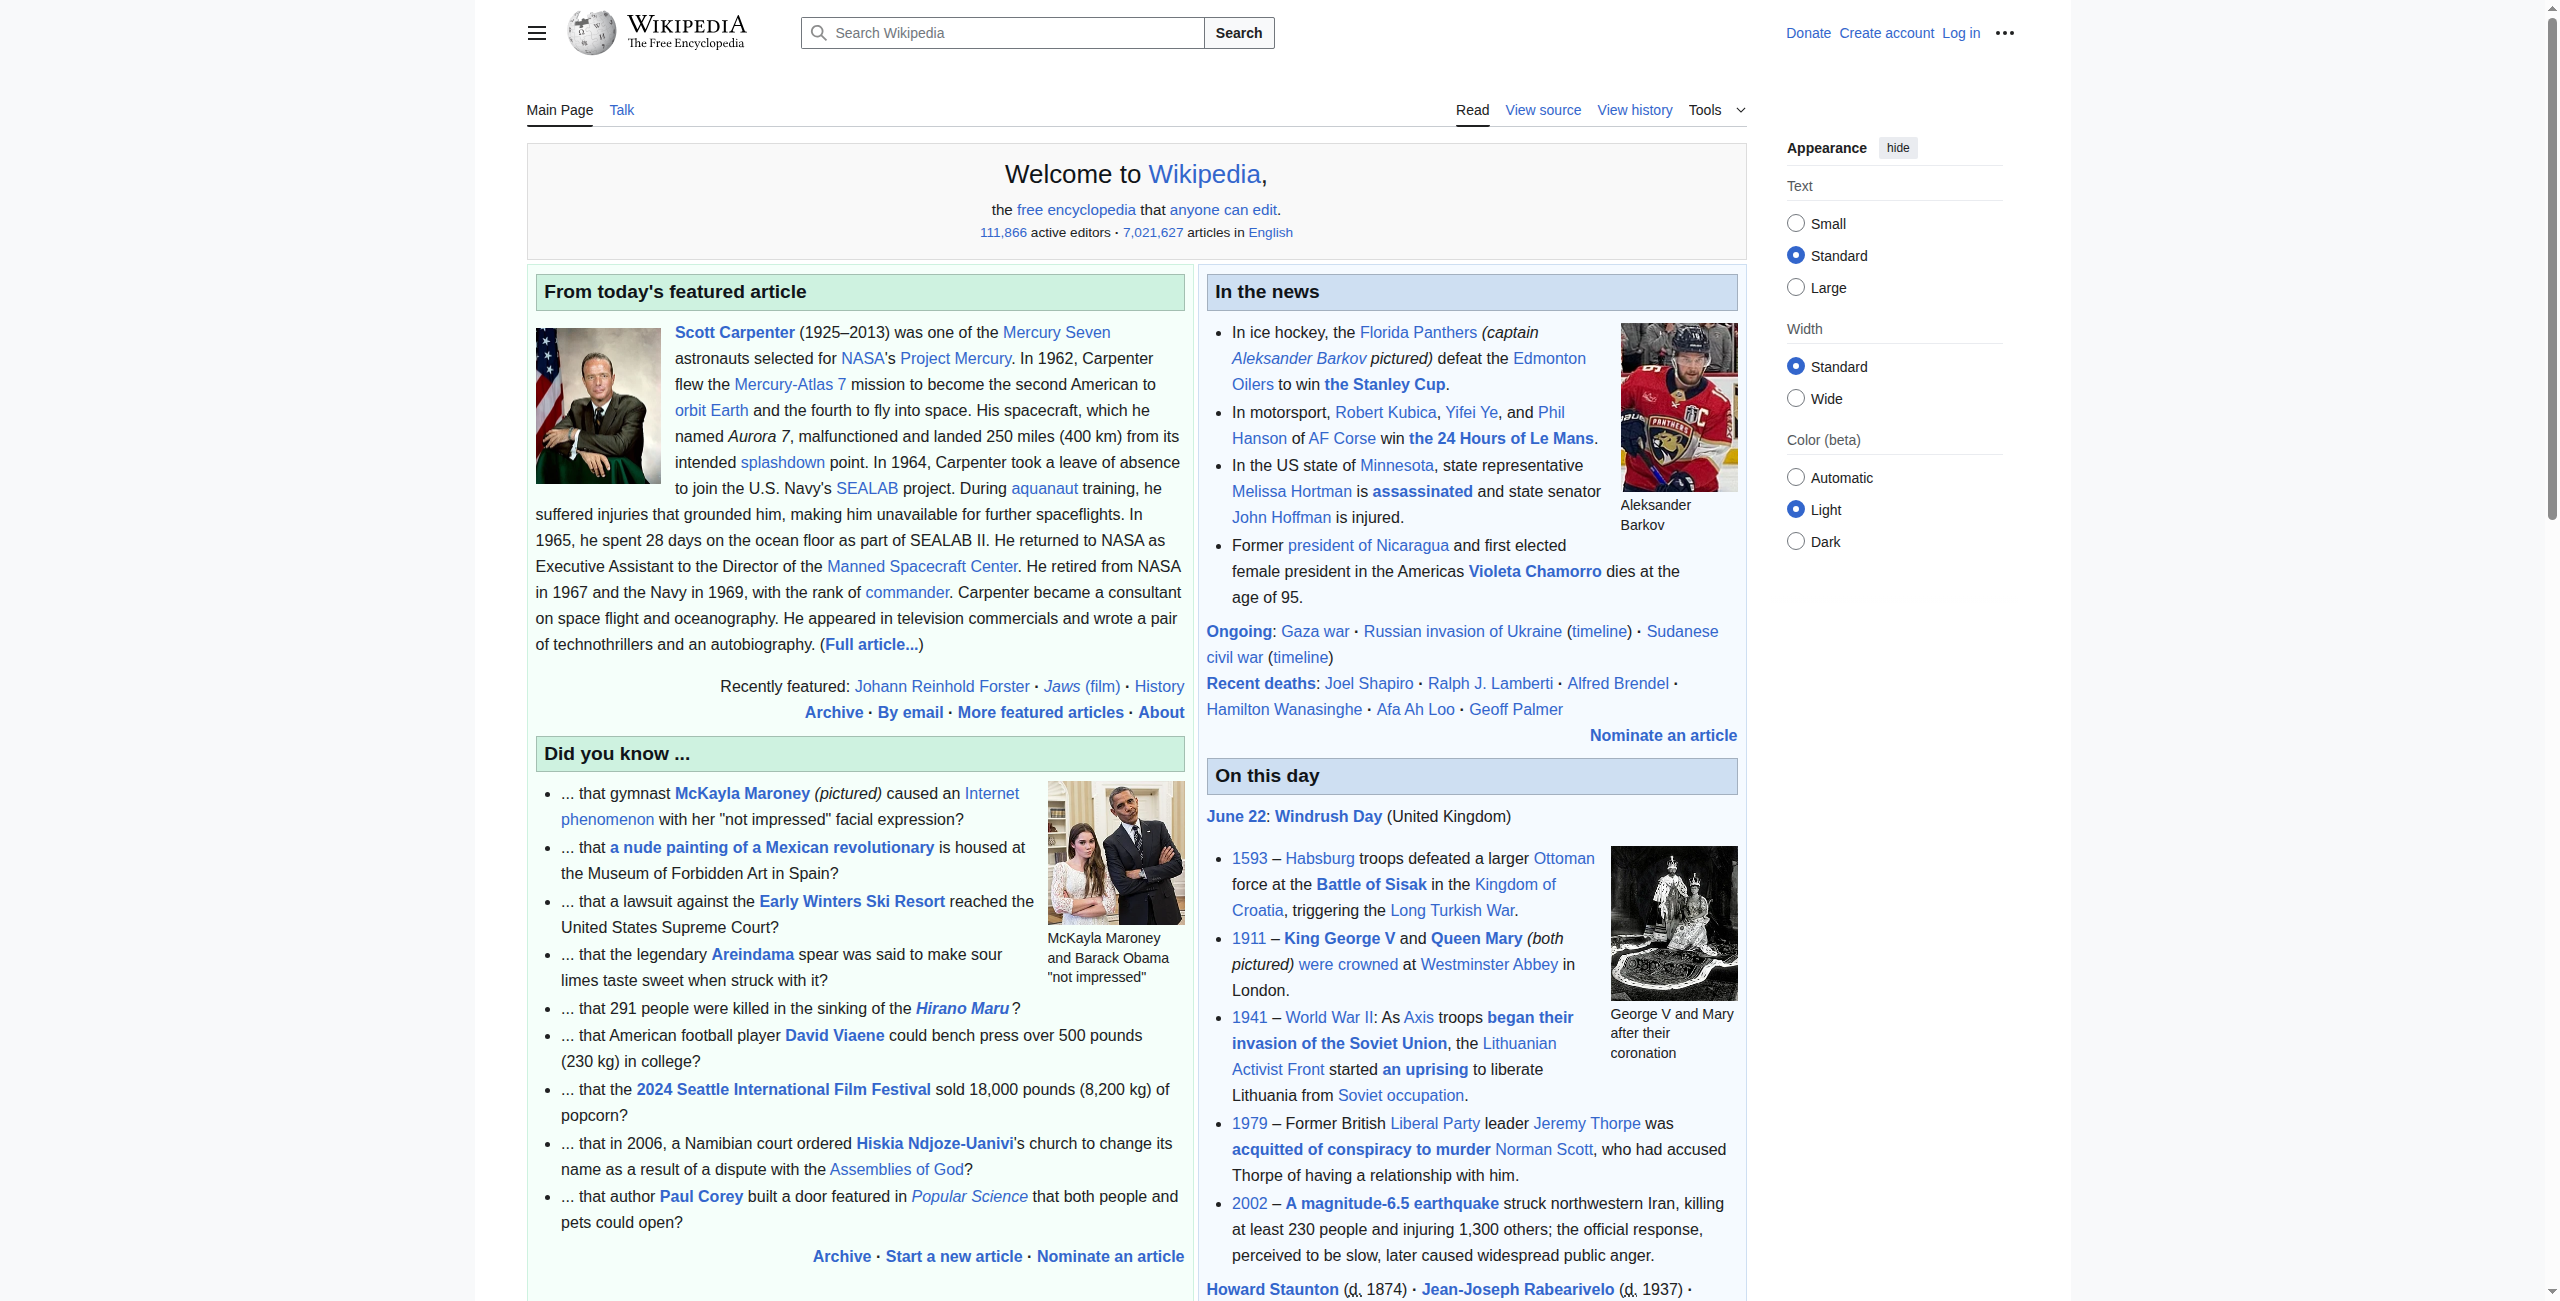 WIKIPEDIA
The Free Encyclopedia
Search Wikipedia
Search
Donate Create account Log in
Main Page Talk
Read View source View history Tools
Welcome to Wikipedia,
the free encyclopedia that anyone can edit.
111,866 active editors · 7,021,627 articles in English
From today's featured article
Scott Carpenter (1925–2013) was one of the Mercury Seven
astronauts selected for NASA's Project Mercury. In 1962, Carpenter
flew the Mercury-Atlas 7 mission to become the second American to
orbit Earth and the fourth to fly into space. His spacecraft, which he
named Aurora 7, malfunctioned and landed 250 miles (400 km) from its
intended splashdown point. In 1964, Carpenter took a leave of absence
to join the U.S. Navy's SEALAB project. During aquanaut training, he
suffered injuries that grounded him, making him unavailable for further spaceflights. In
1965, he spent 28 days on the ocean floor as part of SEALAB II. He returned to NASA as
Executive Assistant to the Director of the Manned Spacecraft Center. He retired from NASA
in 1967 and the Navy in 1969, with the rank of commander. Carpenter became a consultant
on space flight and oceanography. He appeared in television commercials and wrote a pair
of technothrillers and an autobiography. (Full article...)
Recently featured: Johann Reinhold Forster · Jaws (film) · History
Archive · By email · More featured articles · About
Did you know ...
... that gymnast McKayla Maroney (pictured) caused an Internet
phenomenon with her "not impressed" facial expression?
... that a nude painting of a Mexican revolutionary is housed at
the Museum of Forbidden Art in Spain?
... that a lawsuit against the Early Winters Ski Resort reached the
United States Supreme Court?
... that the legendary Areindama spear was said to make sour
limes taste sweet when struck with it?
... that 291 people were killed in the sinking of the Hirano Maru?
... that American football player David Viaene could bench press over 500 pounds
(230 kg) in college?
... that the 2024 Seattle International Film Festival sold 18,000 pounds (8,200 kg) of
popcorn?
... that in 2006, a Namibian court ordered Hiskia Ndjoze-Uanivi's church to change its
name as a result of a dispute with the Assemblies of God?
... that author Paul Corey built a door featured in Popular Science that both people and
pets could open?
McKayla Maroney
and Barack Obama
"not impressed"
Archive · Start a new article · Nominate an article
In the news
In ice hockey, the Florida Panthers (captain
Aleksander Barkov pictured) defeat the Edmonton
Oilers to win the Stanley Cup.
In motorsport, Robert Kubica, Yifei Ye, and Phil
Hanson of AF Corse win the 24 Hours of Le Mans.
In the US state of Minnesota, state representative
Melissa Hortman is assassinated and state senator
John Hoffman is injured.
Former president of Nicaragua and first elected
female president in the Americas Violeta Chamorro dies at the
age of 95.
PANTHERS
Aleksander
Barkov
Ongoing: Gaza war · Russian invasion of Ukraine (timeline) · Sudanese
civil war (timeline)
Recent deaths: Joel Shapiro · Ralph J. Lamberti · Alfred Brendel ·
Hamilton Wanasinghe · Afa Ah Loo · Geoff Palmer
Nominate an article
On this day
June 22: Windrush Day (United Kingdom)
1593 – Habsburg troops defeated a larger Ottoman
force at the Battle of Sisak in the Kingdom of
Croatia, triggering the Long Turkish War.
1911 – King George V and Queen Mary (both
pictured) were crowned at Westminster Abbey in
London.
1941 – World War II: As Axis troops began their
invasion of the Soviet Union, the Lithuanian
Activist Front started an uprising to liberate
Lithuania from Soviet occupation.
1979 – Former British Liberal Party leader Jeremy Thorpe was
acquitted of conspiracy to murder Norman Scott, who had accused
Thorpe of having a relationship with him.
2002 – A magnitude-6.5 earthquake struck northwestern Iran, killing
at least 230 people and injuring 1,300 others; the official response,
perceived to be slow, later caused widespread public anger.
George V and Mary
after their
coronation
Howard Staunton (d. 1874) · Jean-Joseph Rabearivelo (d. 1937) ·
Appearance hide
Text
Small
Standard
Large
Width
Standard
Wide
Color (beta)
Automatic
Light
Dark